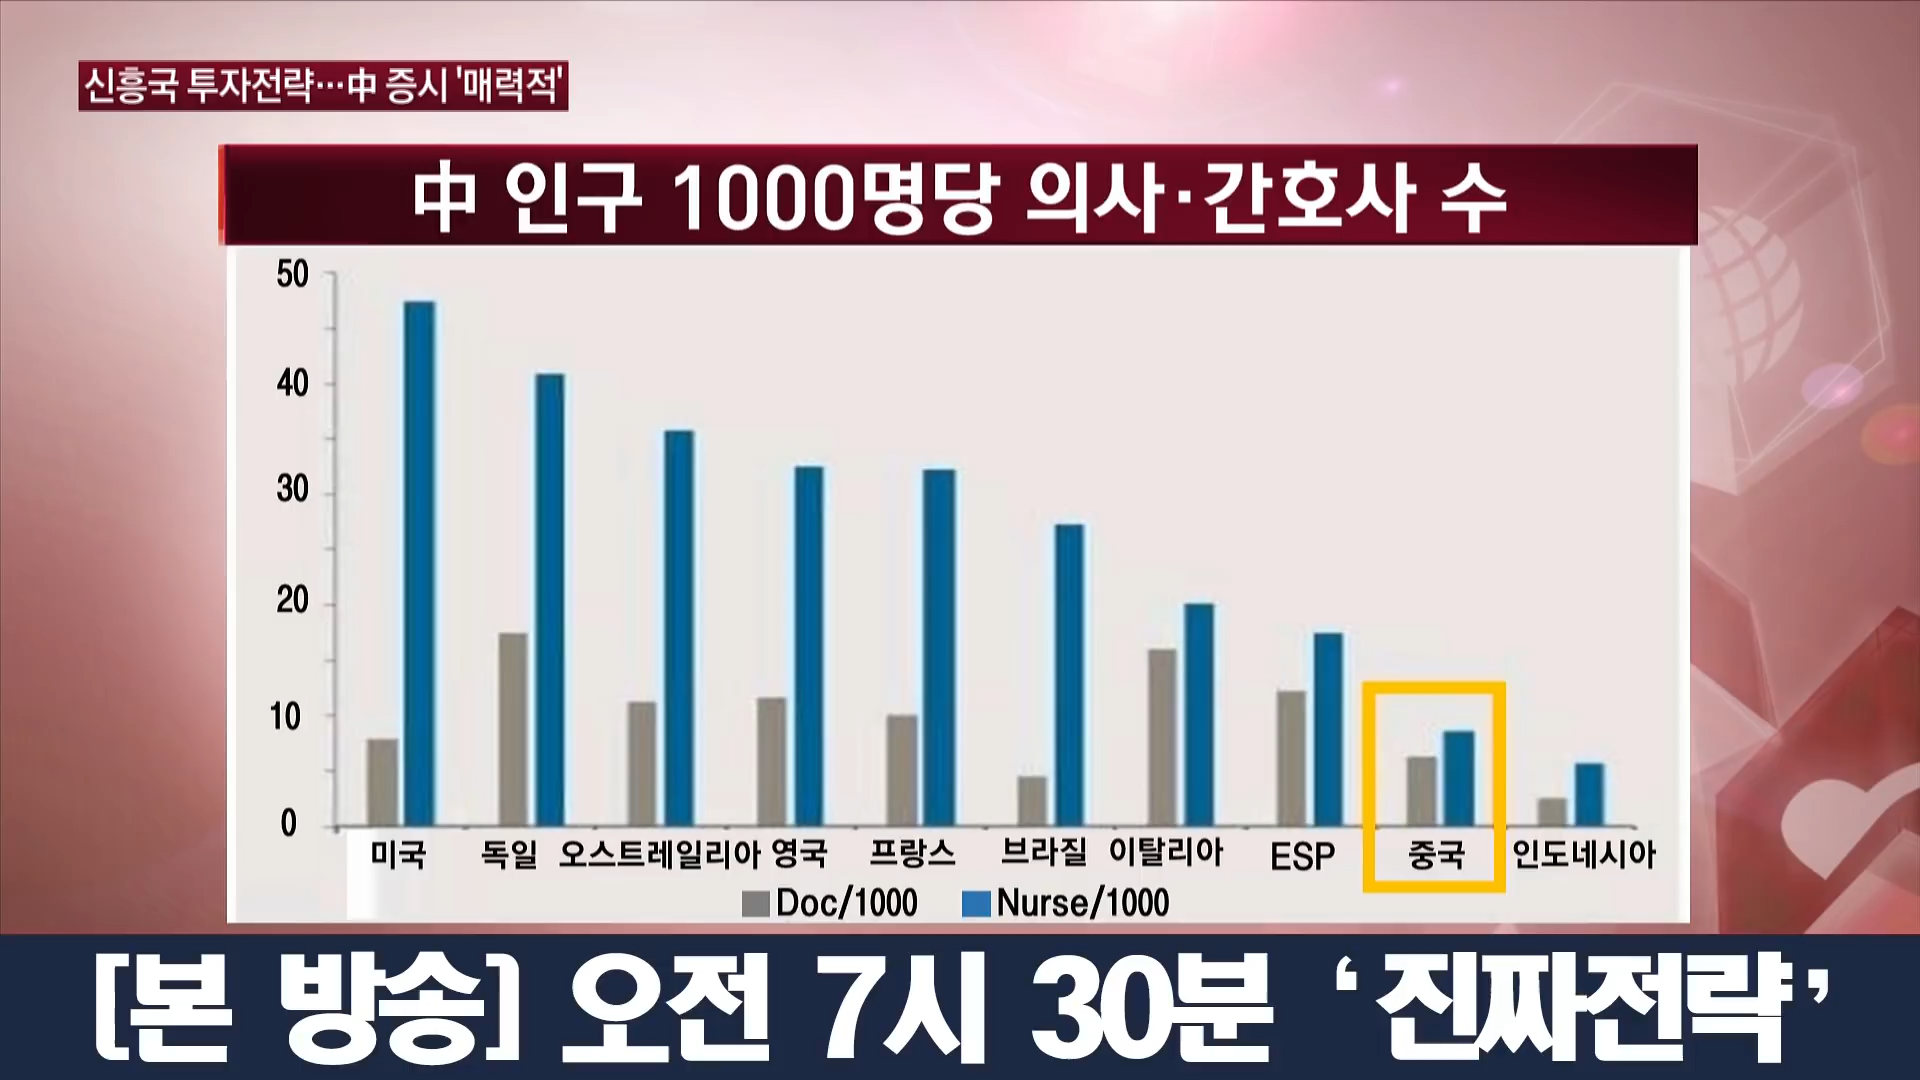 신흥국 투자전략…中 증시 '매력적'
中 인구 1000명당 의사·간호사 수
50
40
30
20
10
0
미국 독일 오스트레일리아 영국 프랑스 브라질 이탈리아 ESP 중국 인도네시아
Doc/1000 Nurse/1000
[본 방송] 오전 7시 30분 ‘진짜전략’